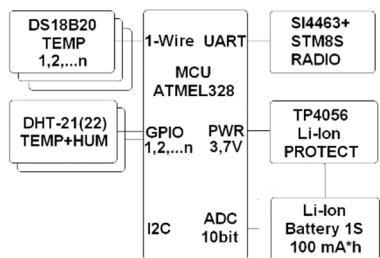 DS18B20
TEMP
1,2,...n
DHT-21(22)
TEMP+HUM
1-Wire UART
MCU
ATMEL328
GPIO PWR
1,2,...n 3,7V
I2C ADC
10bit
SI4463+
STM8S
RADIO
TP4056
Li-Ion
PROTECT
Li-Ion
Battery 1S
100 mA*h